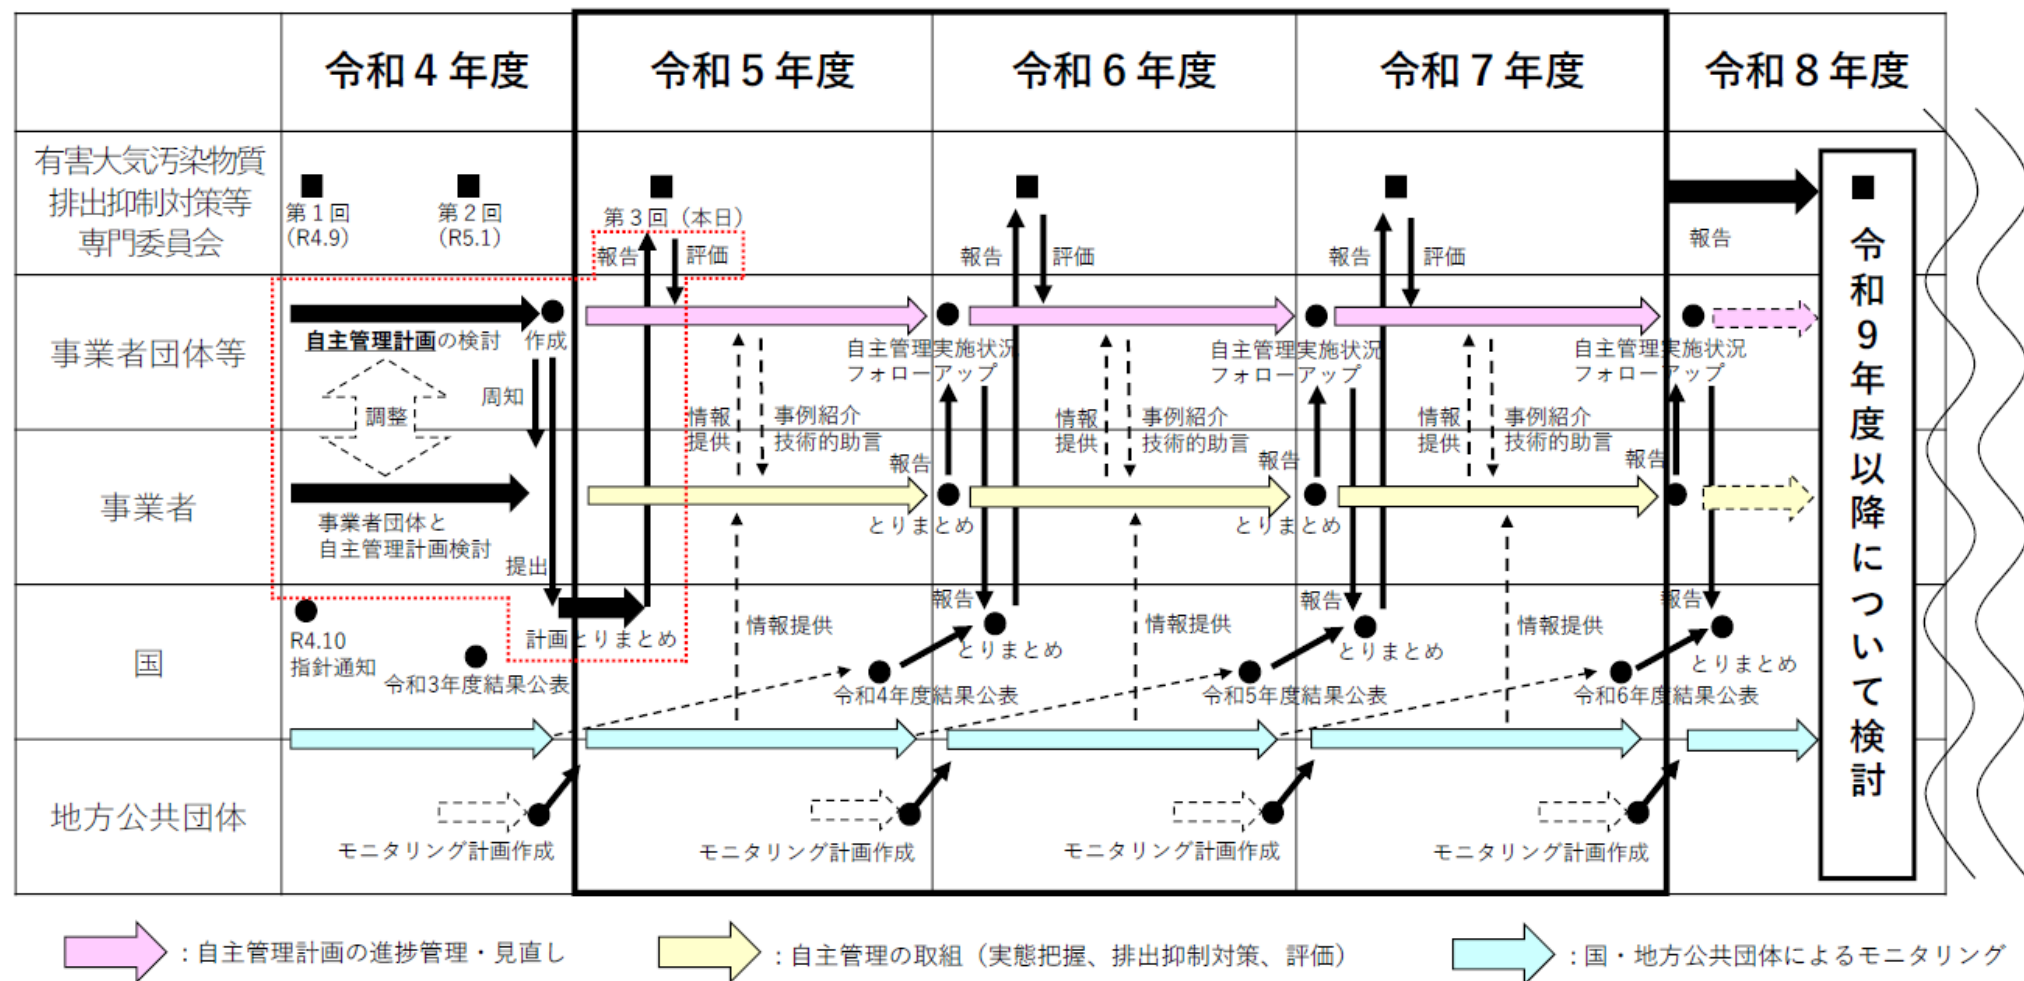 令和４年度
令和５年度
令和６年度
令和７年度
令和８年度
有害大気汚染物質
排出抑制対策等
専門委員会
第１回
(R4.9)
第２回
(R5.1)
第３回（本日）
報告
評価
報告
評価
報告
評価
報告
事業者団体等
自主管理計画の検討
作成
周知
調整
自主管理実施状況
フォローアップ
自主管理実施状況
フォローアップ
自主管理実施状況
フォローアップ
情報
提供
事例紹介
技術的助言
情報
提供
事例紹介
技術的助言
情報
提供
事例紹介
技術的助言
事業者
事業者団体と
自主管理計画検討
提出
報告
とりまとめ
報告
とりまとめ
報告
国
R4.10
指針通知
令和3年度結果公表
計画とりまとめ
情報提供
報告
とりまとめ
令和4年度結果公表
情報提供
報告
とりまとめ
令和5年度結果公表
情報提供
報告
とりまとめ
令和6年度結果公表
地方公共団体
モニタリング計画作成
モニタリング計画作成
モニタリング計画作成
モニタリング計画作成
令和９年度以降について検討
：自主管理計画の進捗管理・見直し
：自主管理の取組（実態把握、排出抑制対策、評価）
：国・地方公共団体によるモニタリング